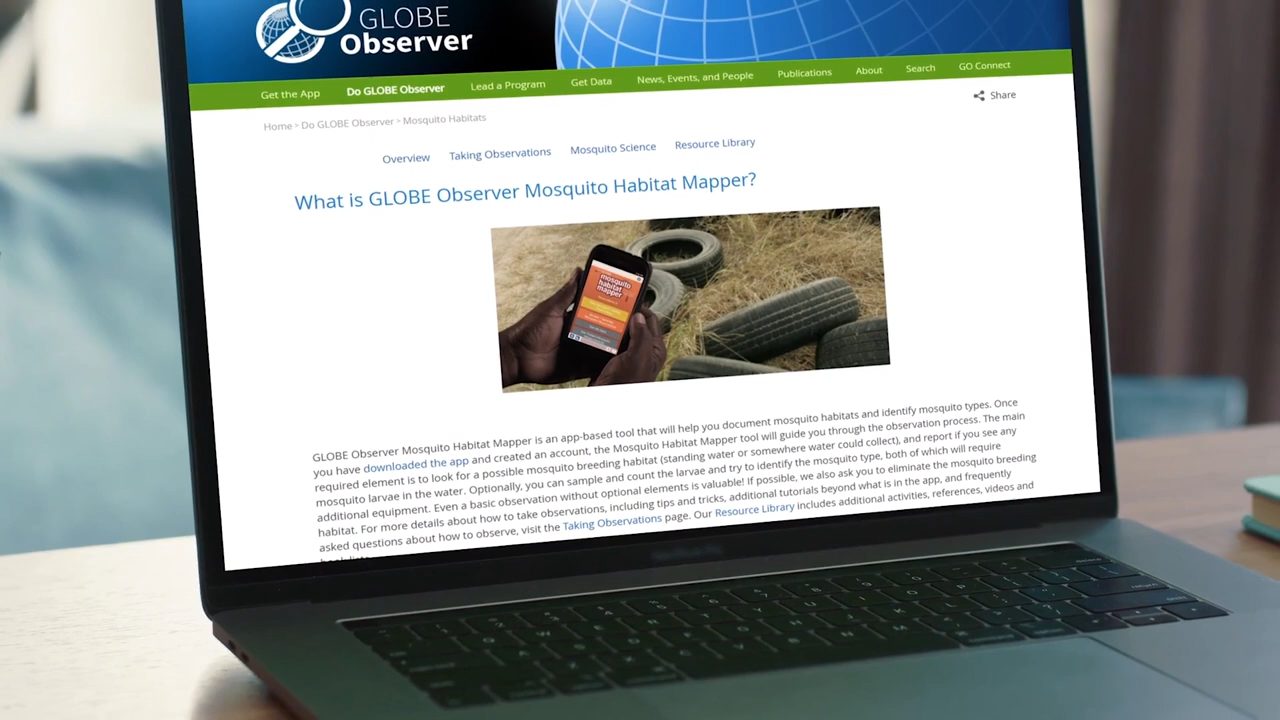 GLOBE
Observer
Get the App
Do GLOBE Observer
Lead a Program
Get Data
News, Events, and People
Publications
About
Search
GO Connect
Share
Home > Do GLOBE Observer > Mosquito Habitats
Overview
Taking Observations
Mosquito Science
Resource Library
What is GLOBE Observer Mosquito Habitat Mapper?
mosquito
habitat
mapper
GLOBE Observer Mosquito Habitat Mapper is an app-based tool that will help you document mosquito habitats and identify mosquito types. Once
you have downloaded the app and created an account, the Mosquito Habitat Mapper tool will guide you through the observation process. The main
required element is to look for a possible mosquito breeding habitat (standing water or somewhere water could collect), and report if you see any
mosquito larvae in the water. Optionally, you can sample and count the larvae and try to identify the mosquito type, both of which will require
additional equipment. Even a basic observation without optional elements is valuable! If possible, we also ask you to eliminate the mosquito breeding
habitat. For more details about how to take observations, including tips and tricks, additional tutorials beyond what is in the app, and frequently
asked questions about how to observe, visit the Taking Observations page. Our Resource Library includes additional activities, references, videos and